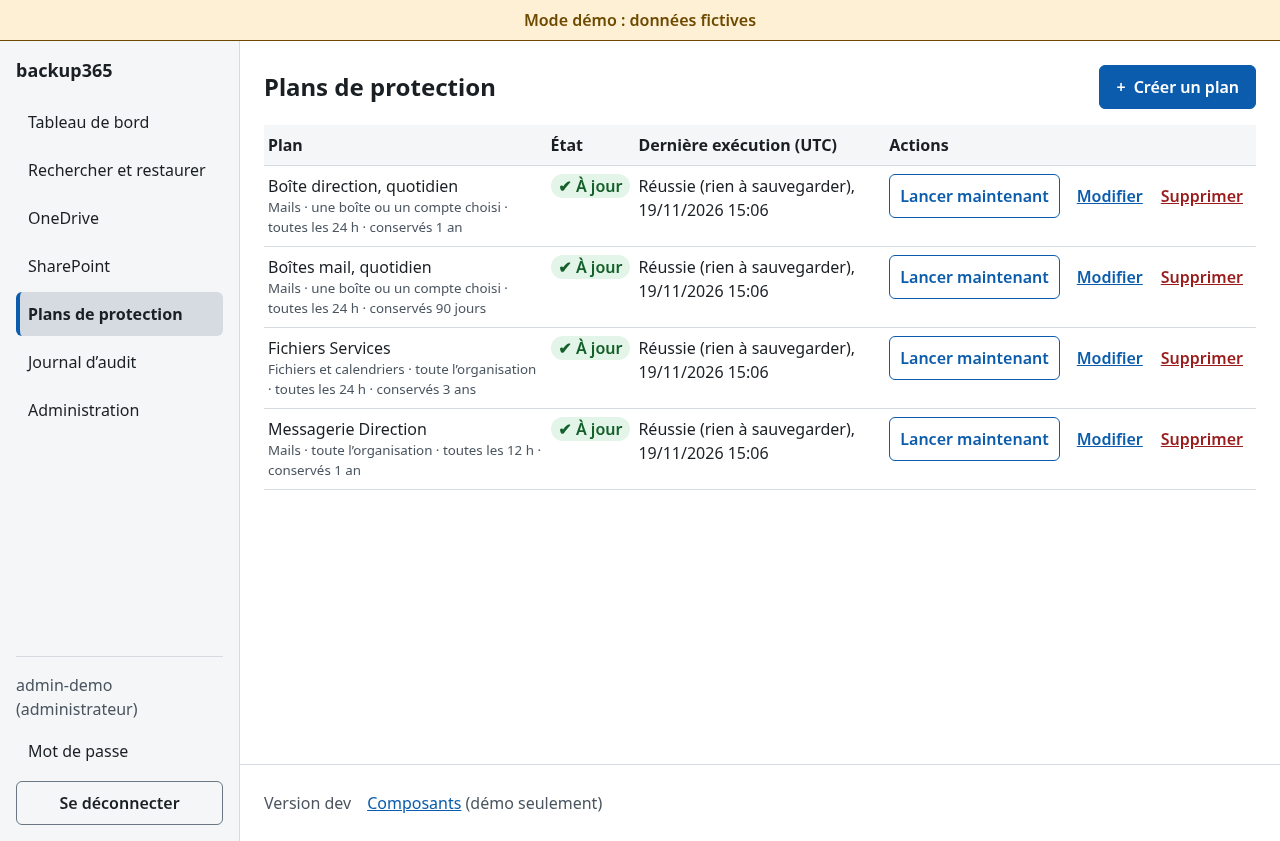 Mode démo : données fictives
backup365
Tableau de bord
Rechercher et restaurer
OneDrive
SharePoint
Plans de protection
Journal d’audit
Administration
admin-demo
(administrateur)
Mot de passe
Se déconnecter
Plans de protection
+ Créer un plan
Plan État Dernière exécution (UTC) Actions
Boîte direction, quotidien
Mails · une boîte ou un compte choisi ·
toutes les 24 h · conservés 1 an
✔ À jour
Réussie (rien à sauvegarder),
19/11/2026 15:06
Lancer maintenant Modifier Supprimer
Boîtes mail, quotidien
Mails · une boîte ou un compte choisi ·
toutes les 24 h · conservés 90 jours
✔ À jour
Réussie (rien à sauvegarder),
19/11/2026 15:06
Lancer maintenant Modifier Supprimer
Fichiers Services
Fichiers et calendriers · toute l’organisation
· toutes les 24 h · conservés 3 ans
✔ À jour
Réussie (rien à sauvegarder),
19/11/2026 15:06
Lancer maintenant Modifier Supprimer
Messagerie Direction
Mails · toute l’organisation · toutes les 12 h ·
conservés 1 an
✔ À jour
Réussie (rien à sauvegarder),
19/11/2026 15:06
Lancer maintenant Modifier Supprimer
Version dev Composants (démo seulement)